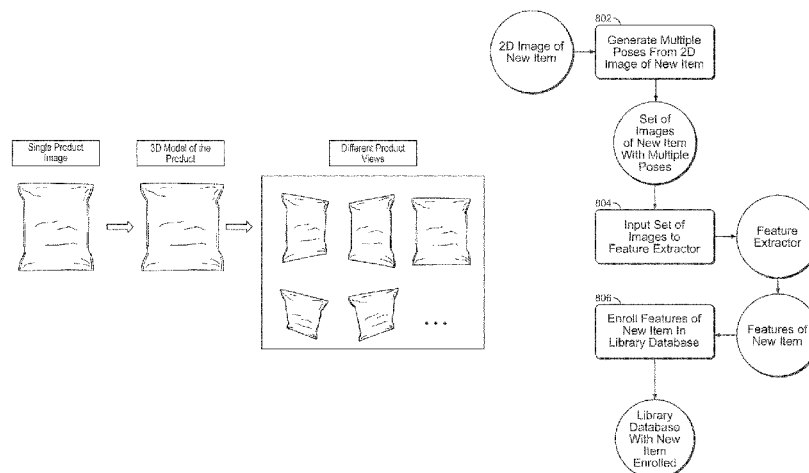 Single Product
Image
3D Model of the
Product
Different Product
Views
...
2D Image of
New Item
802
Generate Multiple
Poses From 2D
Image of New Item
Set of
Images
of New Item
With Multiple
Poses
804
Input Set of
Images to
Feature Extractor
Feature
Extractor
806
Enroll Features of
New Item In
Library Database
Features of
New Item
Library
Database
With New
Item
Enrolled